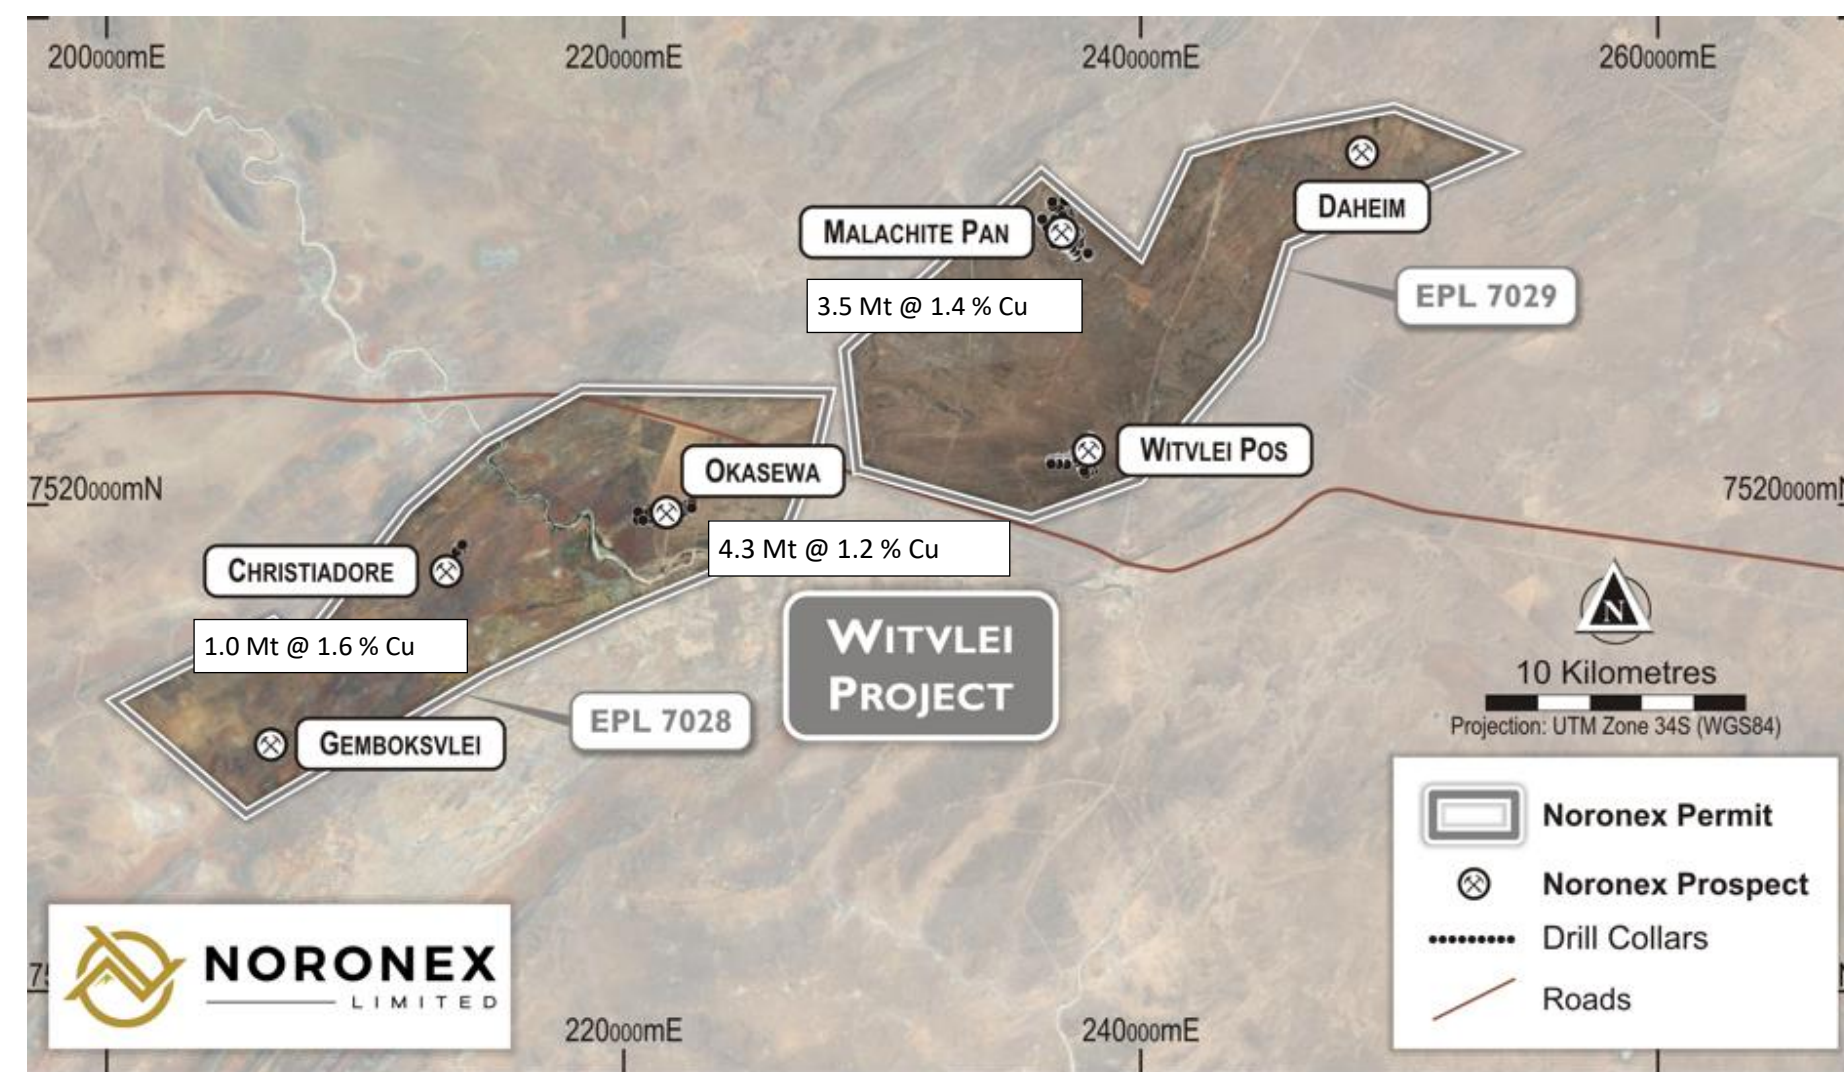 200000mE
220000mE
240000mE
260000mE
DAHEIM
MALACHITE PAN
3.5 Mt @ 1.4 % Cu
EPL 7029
WITVLEI POS
OKASEWA
7520000mN
7520000m
4.3 Mt @ 1.2 % Cu
CHRISTIADORE
1.0 Mt @ 1.6 % Cu
WITVLEI
PROJECT
N
10 Kilometres
Projection: UTM Zone 34S (WGS84)
EPL 7028
GEMBOKSVLEI
Noronex Permit
Noronex Prospect
Drill Collars
Roads
NORONEX
LIMITED
220000mE
240000mE